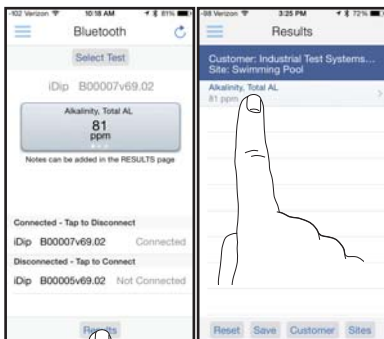 -102 Verizon 10:18 AM 81%
Bluetooth
Select Test
iDip B00007v69.02
Alkalinity, Total AL
81
ppm
Notes can be added in the RESULTS page
Connected - Tap to Disconnect
iDip B00007v69.02 Connected
Disconnected - Tap to Connect
iDip B00005v69.02 Not Connected
-98 Verizon 3:25 PM 72%
Results
Customer: Industrial Test Systems...
Site: Swimming Pool
Alkalinity, Total AL
81 ppm
Reset Save Customer Sites